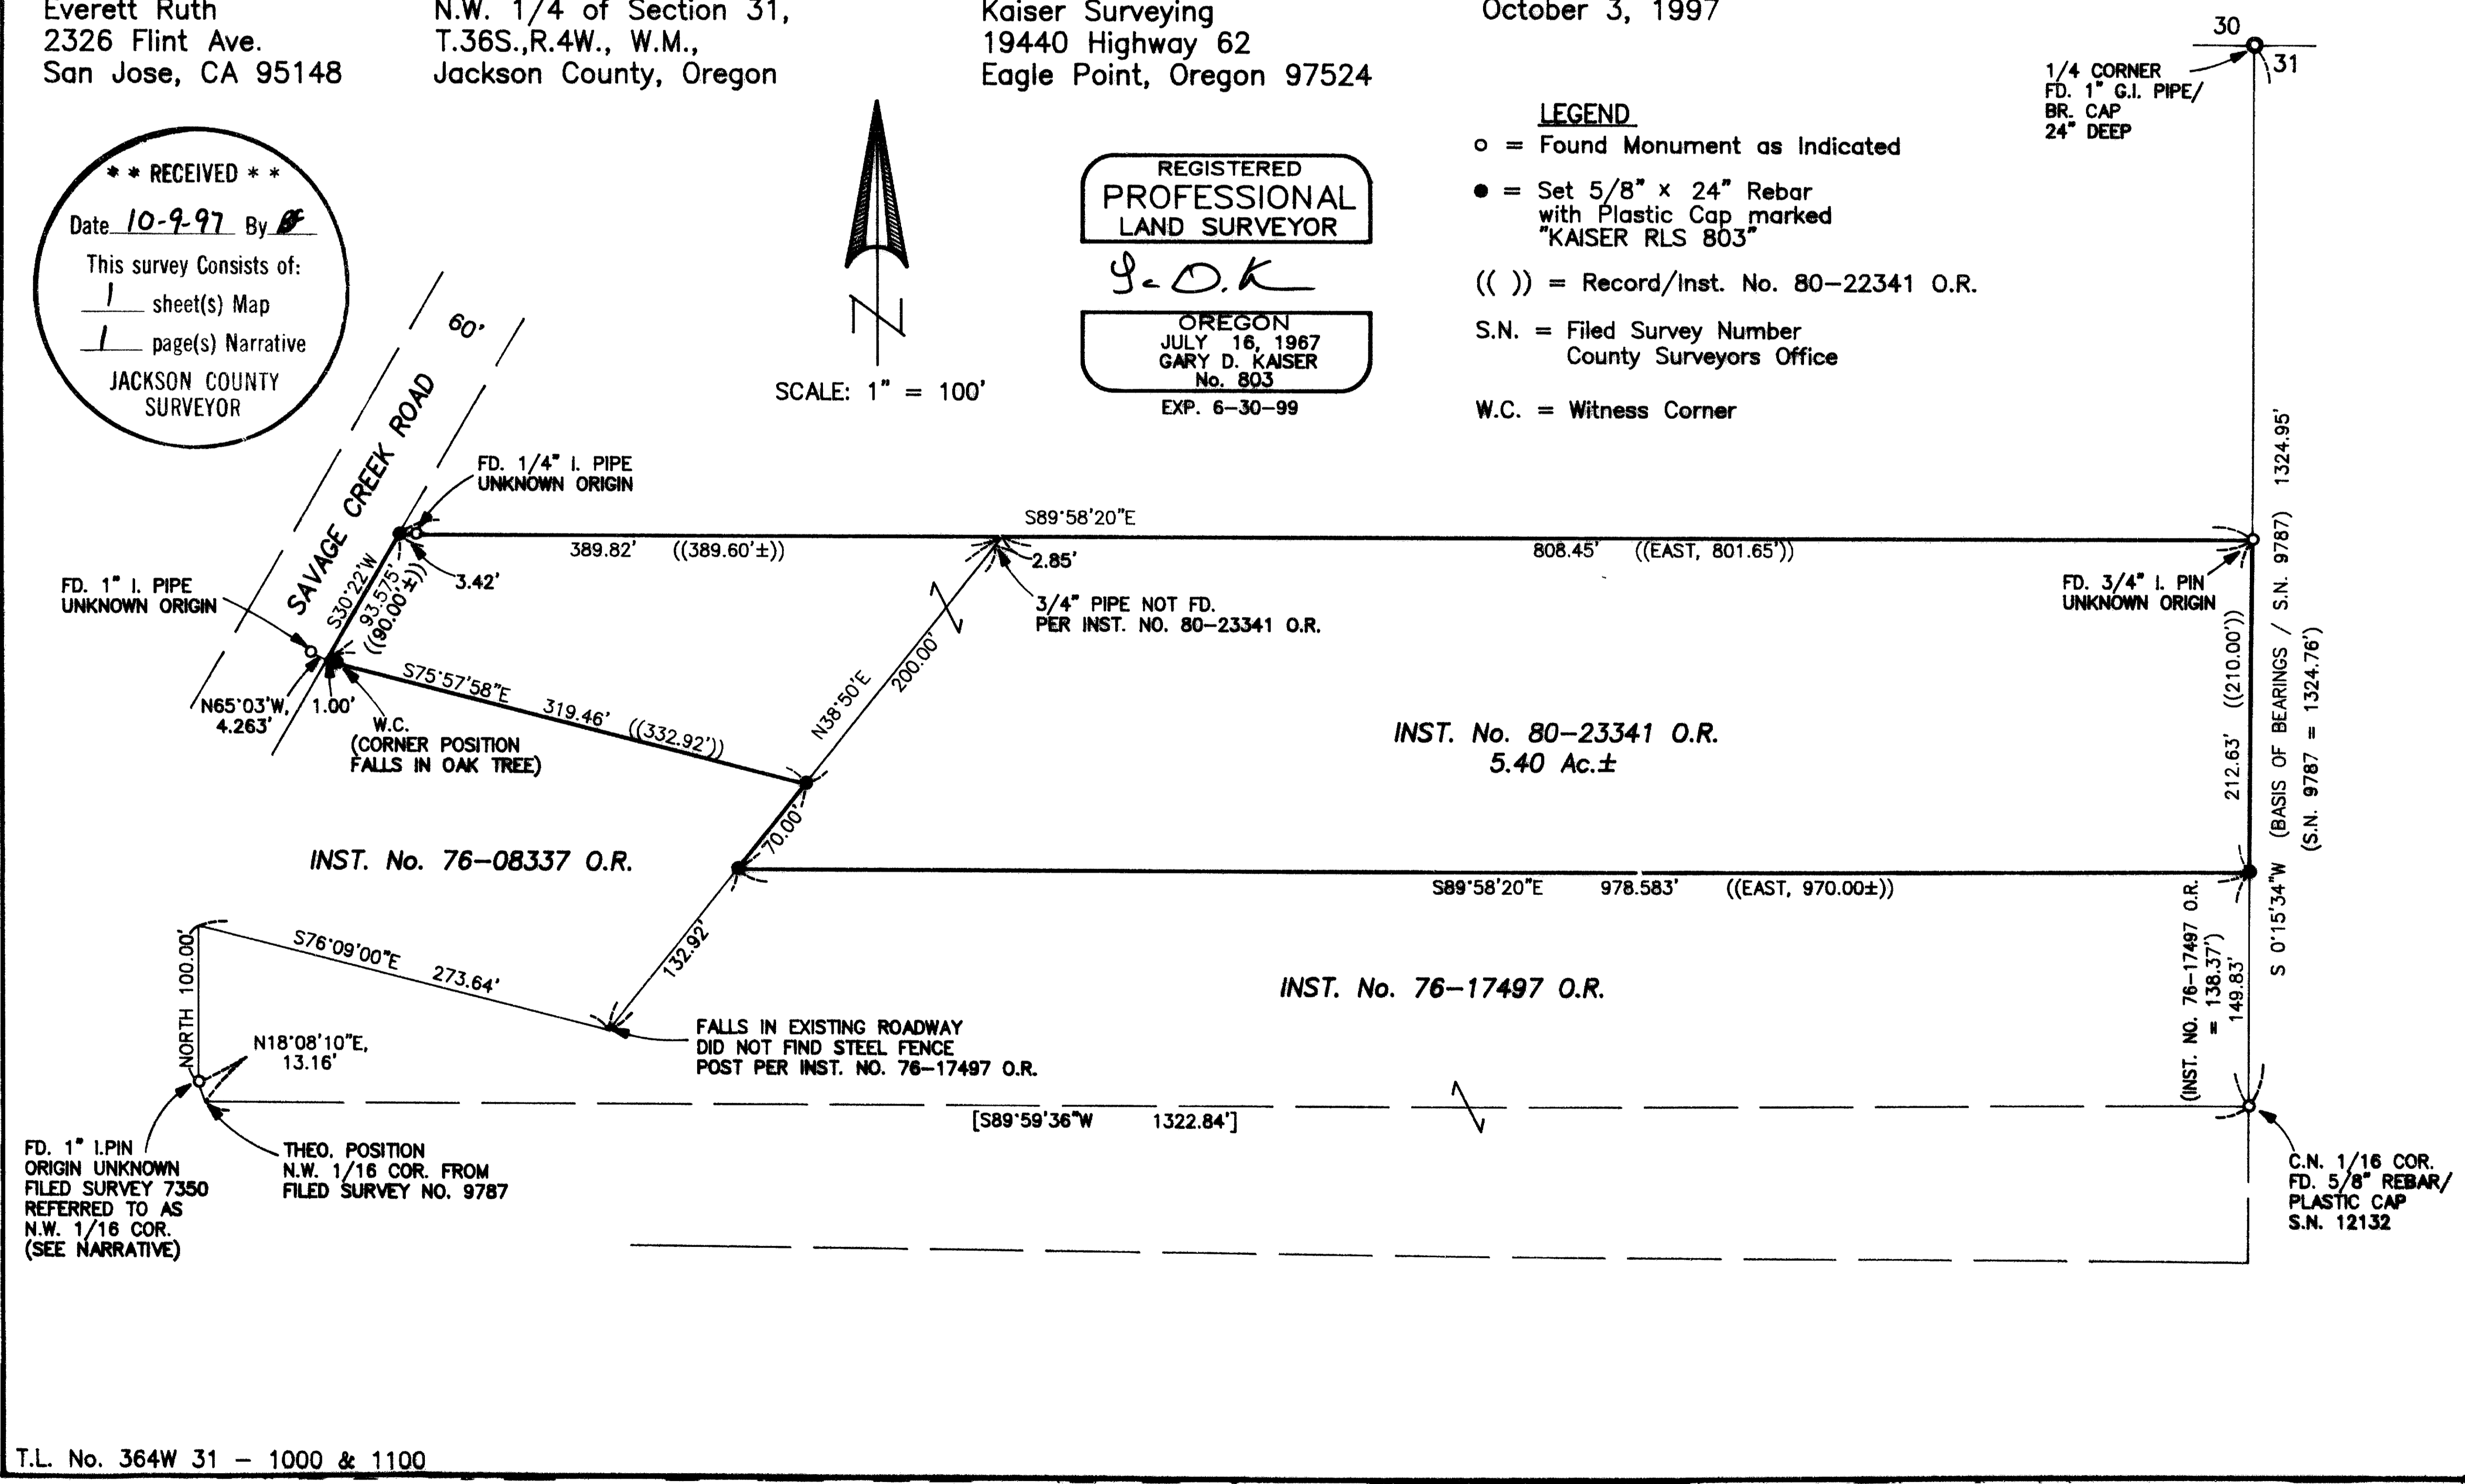 Everett Ruth
2326 Flint Ave.
San Jose, CA 95148
N.W. 1/4 of Section 31,
T.36S.,R.4W., W.M.,
Jackson County, Oregon
Kaiser Surveying
19440 Highway 62
Eagle Point, Oregon 97524
October 3, 1997
30
31
1/4 CORNER
FD. 1" G.I. PIPE/
BR. CAP
24" DEEP
* * RECEIVED * *
Date 10-9-97 By
This survey Consists of:
1 sheet(s) Map
1 page(s) Narrative
JACKSON COUNTY
SURVEYOR
N
SCALE: 1" = 100'
REGISTERED
PROFESSIONAL
LAND SURVEYOR
OREGON
JULY 16, 1967
GARY D. KAISER
No. 803
EXP. 6-30-99
LEGEND
o = Found Monument as Indicated
● = Set 5/8" x 24" Rebar
with Plastic Cap marked
"KAISER RLS 803"
(( )) = Record/Inst. No. 80-22341 O.R.
S.N. = Filed Survey Number
County Surveyors Office
W.C. = Witness Corner
60'
SAVAGE CREEK ROAD
FD. 1/4" I. PIPE
UNKNOWN ORIGIN
FD. 1" I. PIPE
UNKNOWN ORIGIN
S30°22'W
93.575'
((90.00'±))
3.42'
N65°03'W,
4.263'
1.00'
W.C.
(CORNER POSITION
FALLS IN OAK TREE)
S89°58'20"E
389.82' ((389.60'±))
808.45' ((EAST, 801.65'))
2.85'
3/4" PIPE NOT FD.
PER INST. NO. 80-23341 O.R.
FD. 3/4" I. PIN
UNKNOWN ORIGIN
S75°57'58"E
319.46' ((332.92'))
N38°50'E
200.00'
70.00'
132.92'
INST. No. 80-23341 O.R.
5.40 Ac.±
1324.95'
S 0°15'34"W (BASIS OF BEARINGS / S.N. 9787)
(S.N. 9787 = 1324.76')
212.63' ((210.00'))
INST. No. 76-08337 O.R.
S89°58'20"E 978.583' ((EAST, 970.00±))
(INST. NO. 76-17497 O.R.
= 138.37')
149.83'
INST. No. 76-17497 O.R.
NORTH 100.00'
S76°09'00"E 273.64'
N18°08'10"E,
13.16'
FALLS IN EXISTING ROADWAY
DID NOT FIND STEEL FENCE
POST PER INST. NO. 76-17497 O.R.
[S89°59'36"W 1322.84']
FD. 1" I.PIN
ORIGIN UNKNOWN
FILED SURVEY 7350
REFERRED TO AS
N.W. 1/16 COR.
(SEE NARRATIVE)
THEO. POSITION
N.W. 1/16 COR. FROM
FILED SURVEY NO. 9787
C.N. 1/16 COR.
FD. 5/8" REBAR/
PLASTIC CAP
S.N. 12132
T.L. No. 364W 31 - 1000 & 1100